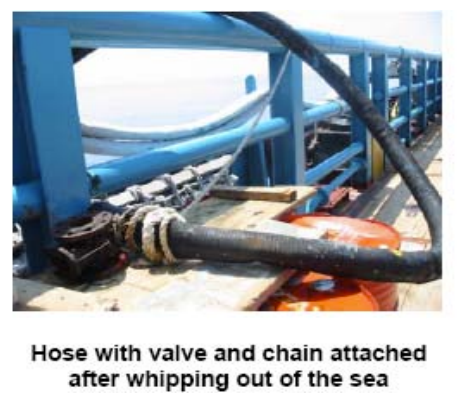 Hose with valve and chain attached
after whipping out of the sea